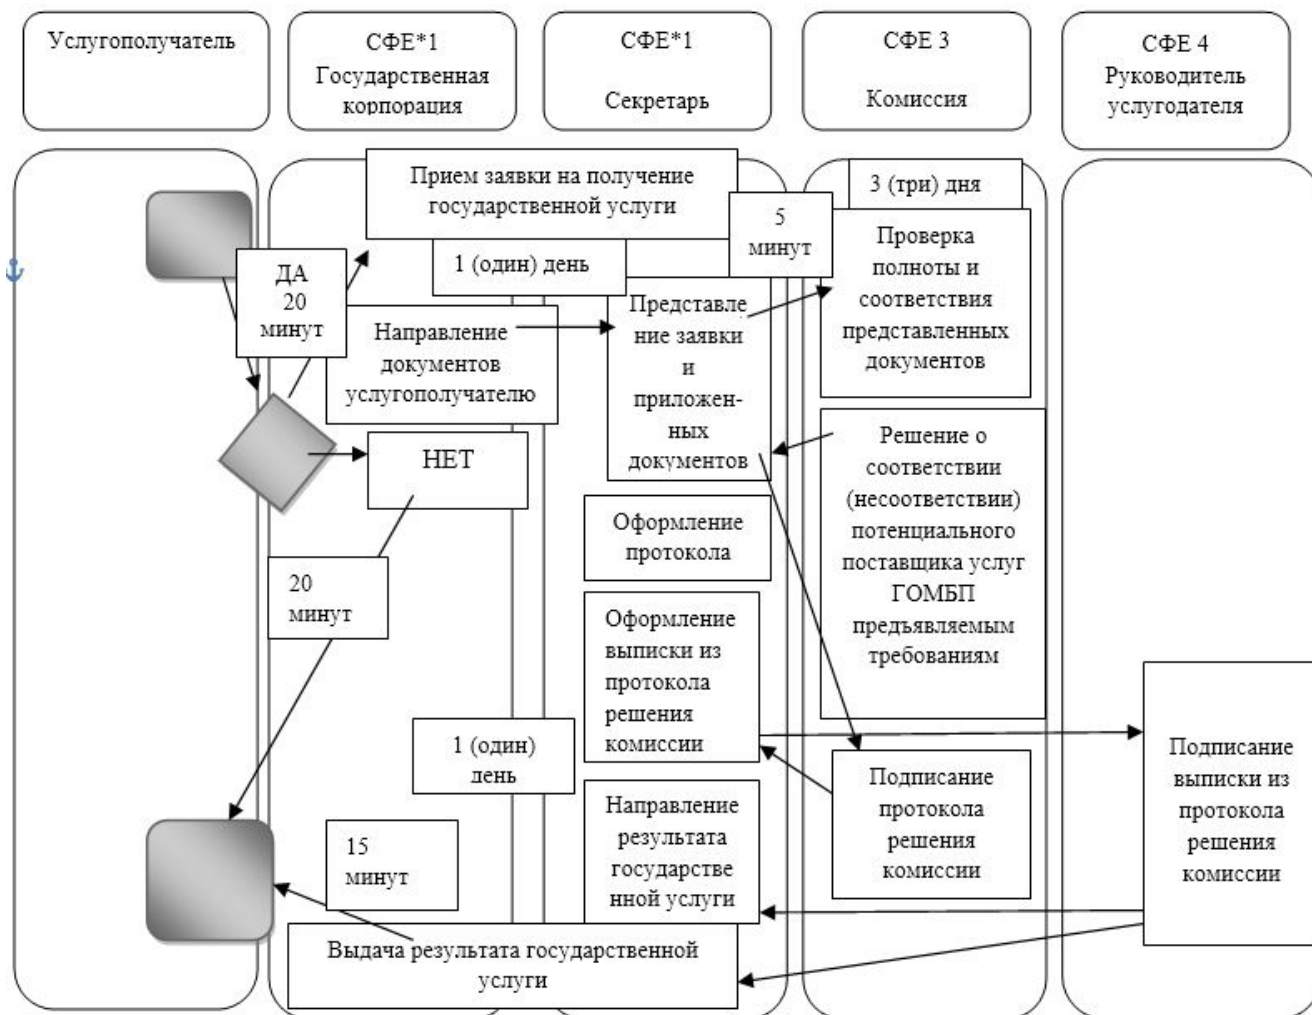 Услугополучатель
СФЕ*1
Государственная
корпорация
СФЕ*1
Секретарь
СФЕ 3
Комиссия
СФЕ 4
Руководитель
услугодателя
Прием заявки на получение
государственной услуги
3 (три) дня
5
минут
Проверка
полноты и
соответствия
представленных
документов
ДА
20
минут
1 (один) день
Направление
документов
услугополучателю
Представле
ние заявки
и
приложен-
ных
документов
НЕТ
Решение о
соответствии
(несоответствии)
потенциального
поставщика услуг
ГОМБП
предъявляемым
требованиям
Оформление
протокола
20
минут
Оформление
выписки из
протокола
решения
комиссии
1 (один)
день
Подписание
протокола
решения
комиссии
Подписание
выписки из
протокола
решения
комиссии
Направление
результата
государстве
нной услуги
15
минут
Выдача результата государственной
услуги